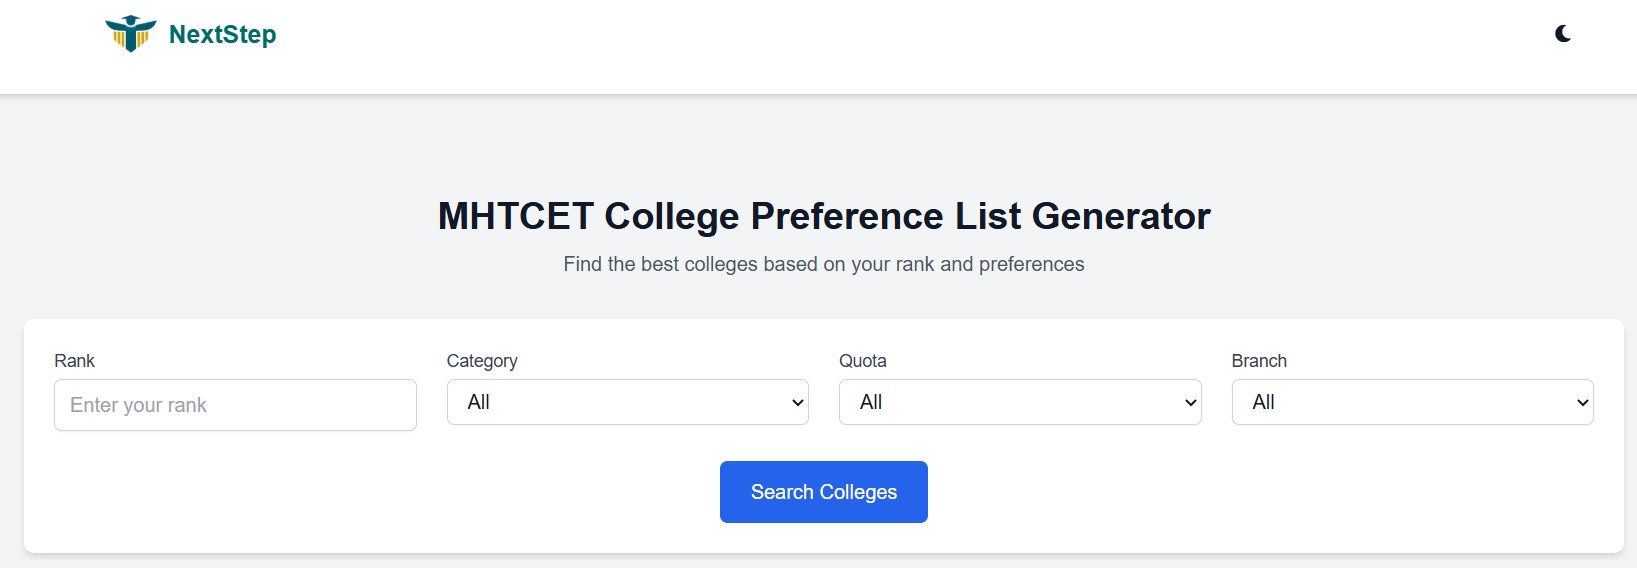 NextStep
MHTCET College Preference List Generator
Find the best colleges based on your rank and preferences
Rank
Enter your rank
Category
All
Quota
All
Branch
All
Search Colleges